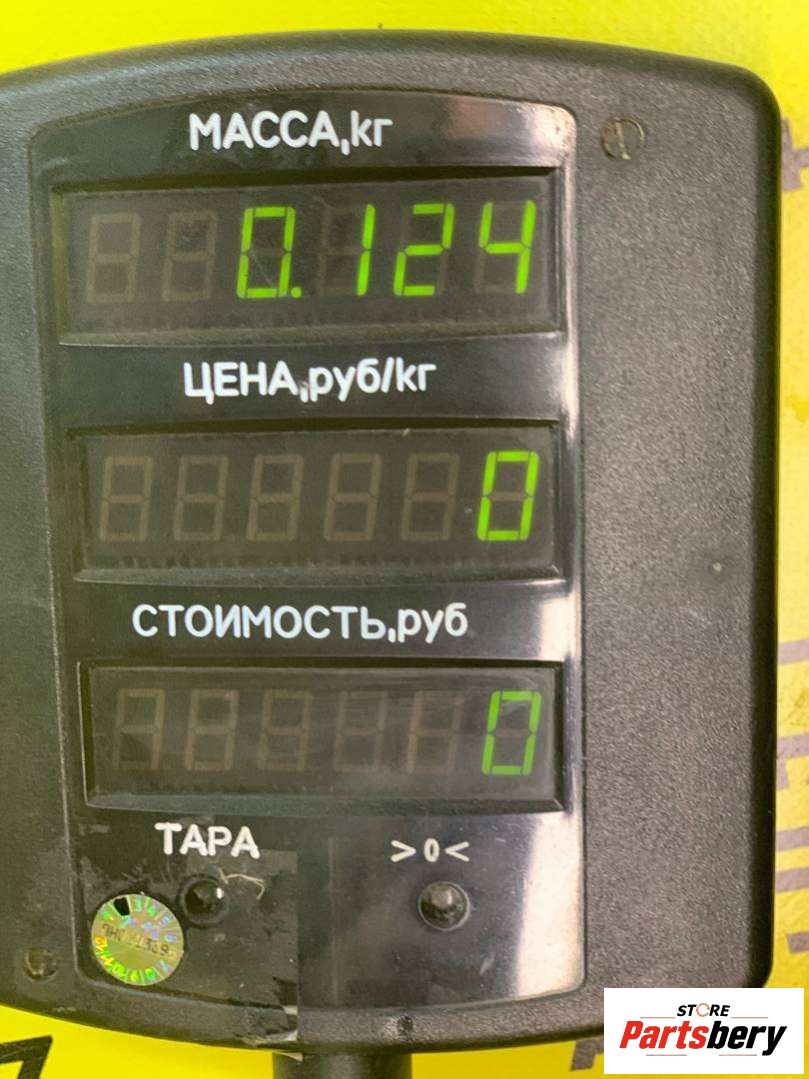 МАССА,кг
0.124
ЦЕНА,руб/кг
0
СТОИМОСТЬ,руб
0
ТАРА >0<
STORE
Partsbery